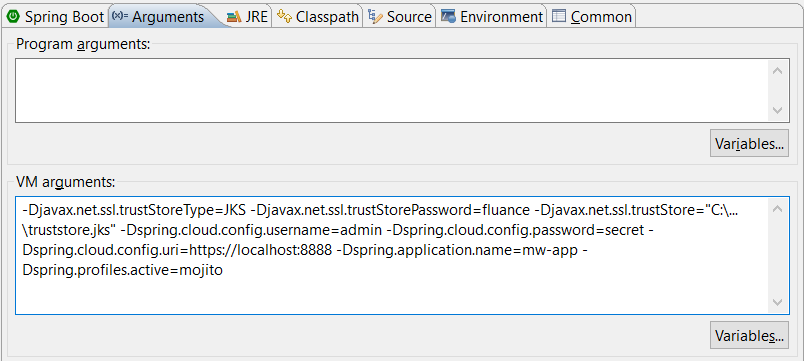 Spring Boot (x)= Arguments JRE Classpath Source Environment Common
Program arguments:
Variables...
VM arguments:
-Djavax.net.ssl.trustStoreType=JKS -Djavax.net.ssl.trustStorePassword=fluance -Djavax.net.ssl.trustStore="C:\...
\truststore.jks" -Dspring.cloud.config.username=admin -Dspring.cloud.config.password=secret -
Dspring.cloud.config.uri=https://localhost:8888 -Dspring.application.name=mw-app -
Dspring.profiles.active=mojito
Variables...